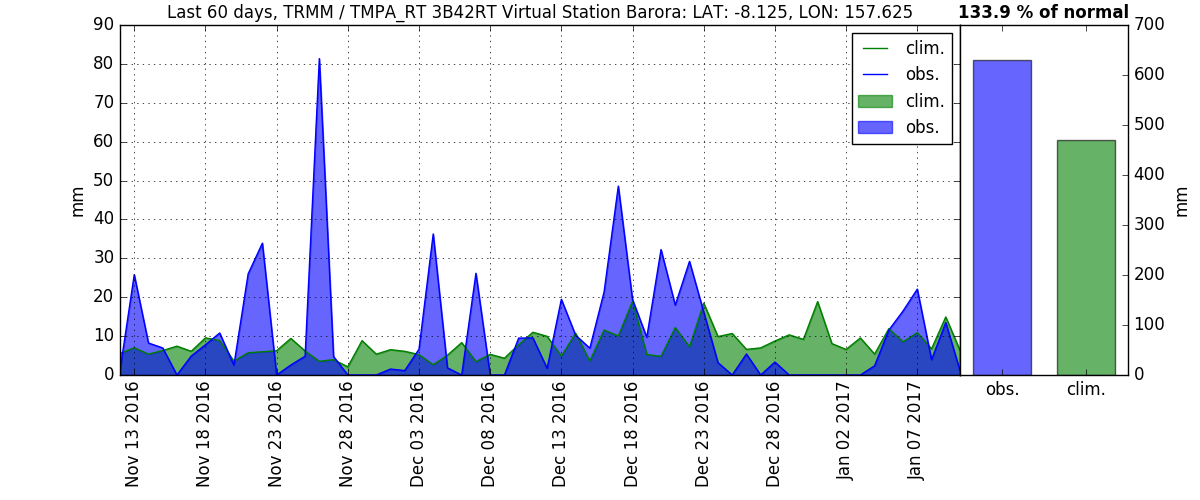 Last 60 days, TRMM / TMPA_RT 3B42RT Virtual Station Barora: LAT: -8.125, LON: 157.625
133.9 % of normal
90
80
70
60
50
40
30
20
10
0
mm
clim.
obs.
clim.
obs.
700
600
500
400
300
200
100
0
mm
obs.
clim.
Nov 13 2016
Nov 18 2016
Nov 23 2016
Nov 28 2016
Dec 03 2016
Dec 08 2016
Dec 13 2016
Dec 18 2016
Dec 23 2016
Dec 28 2016
Jan 02 2017
Jan 07 2017